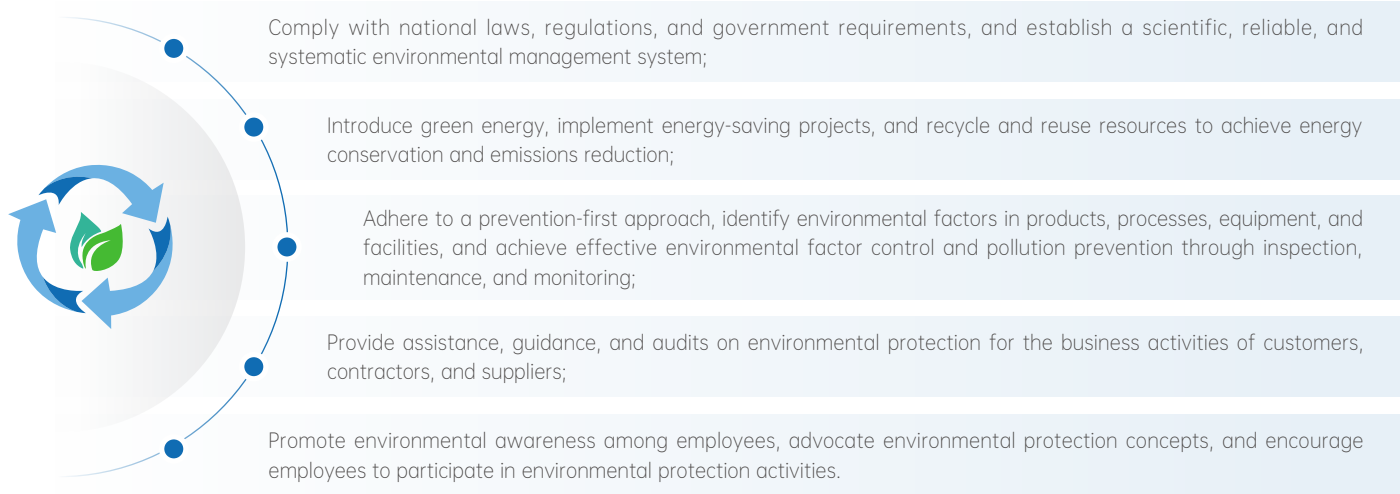 Comply with national laws, regulations, and government requirements, and establish a scientific, reliable, and
systematic environmental management system;
Introduce green energy, implement energy-saving projects, and recycle and reuse resources to achieve energy
conservation and emissions reduction;
Adhere to a prevention-first approach, identify environmental factors in products, processes, equipment, and
facilities, and achieve effective environmental factor control and pollution prevention through inspection,
maintenance, and monitoring;
Provide assistance, guidance, and audits on environmental protection for the business activities of customers,
contractors, and suppliers;
Promote environmental awareness among employees, advocate environmental protection concepts, and encourage
employees to participate in environmental protection activities.